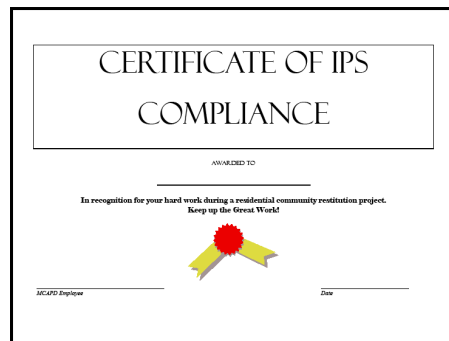 CERTIFICATE OF IPS
COMPLIANCE
AWARDED TO
In recognition for your hard work during a residential community restitution project.
Keep up the Great Work!
MCAPD Employee
Date